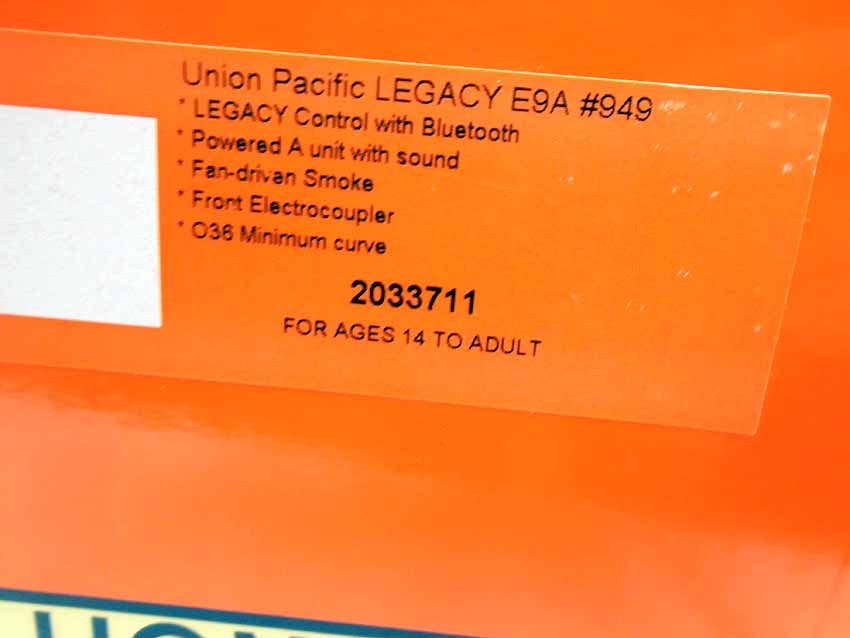 Union Pacific LEGACY E9A #949
* LEGACY Control with Bluetooth
* Powered A unit with sound
* Fan-drivan Smoke
* Front Electrocoupler
* O36 Minimum curve
2033711
FOR AGES 14 TO ADULT